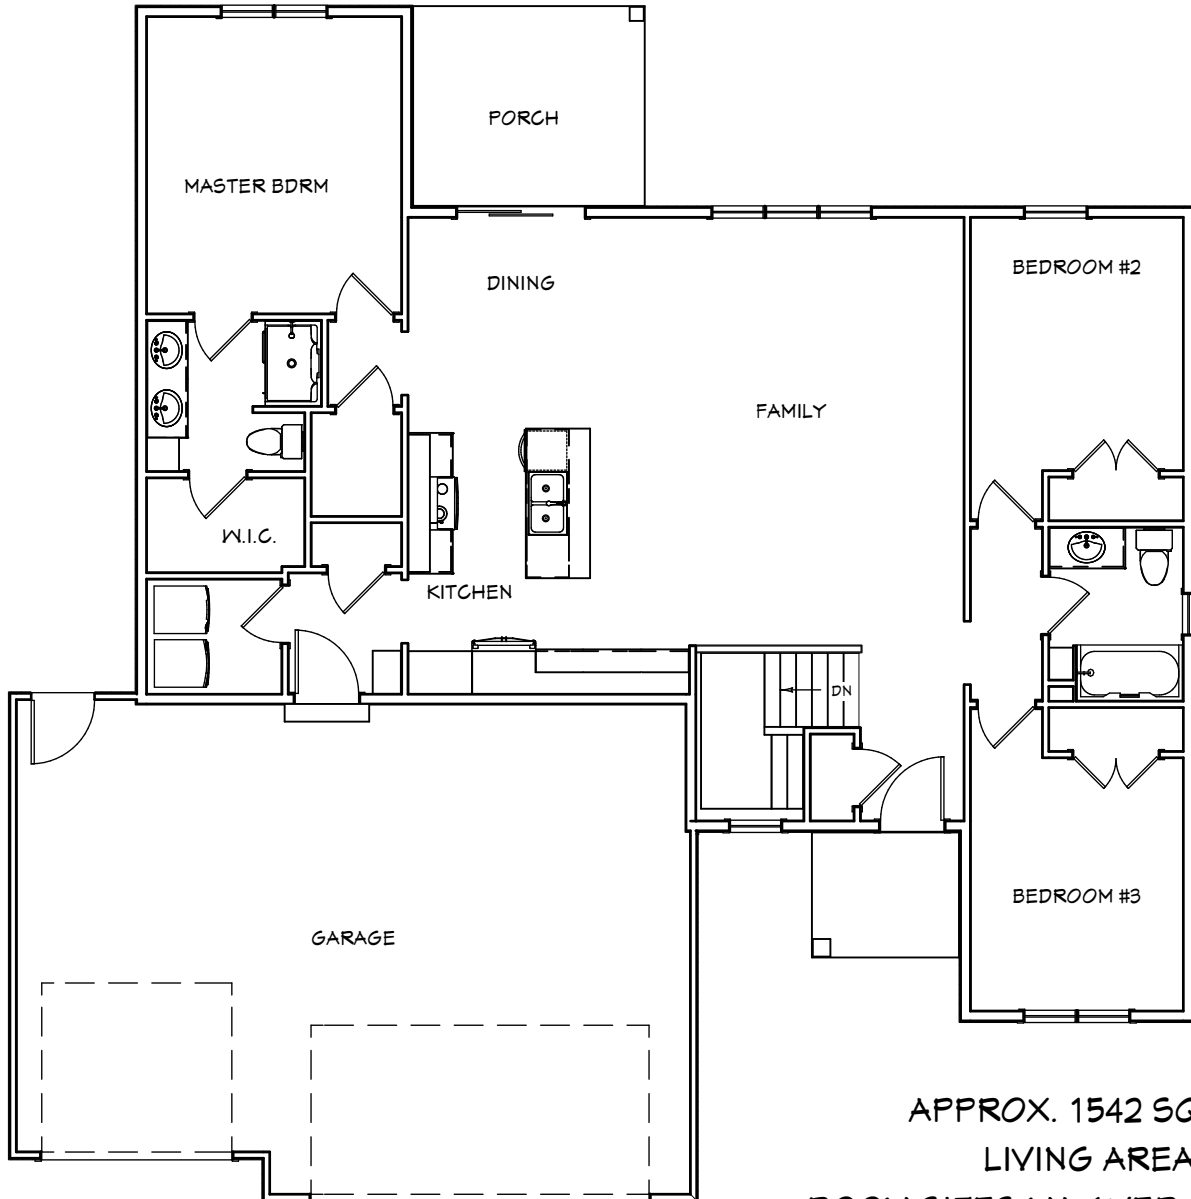 PORCH
MASTER BDRM
BEDROOM #2
DINING
FAMILY
W.I.C.
KITCHEN
DN
BEDROOM #3
GARAGE
APPROX. 1542 SQ
LIVING AREA